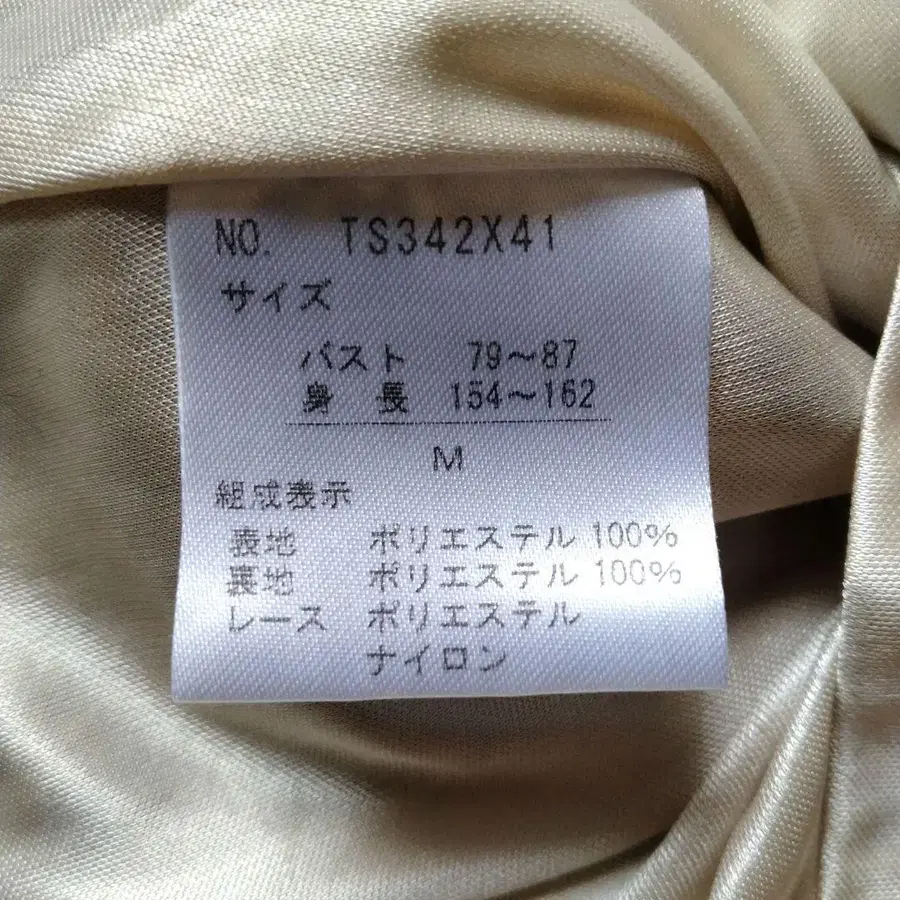 NO. TS342X41
サイズ
バスト 79～87
身長 154～162
M
組成表示
表地 ポリエステル 100%
裏地 ポリエステル 100%
レース ポリエステル
ナイロン